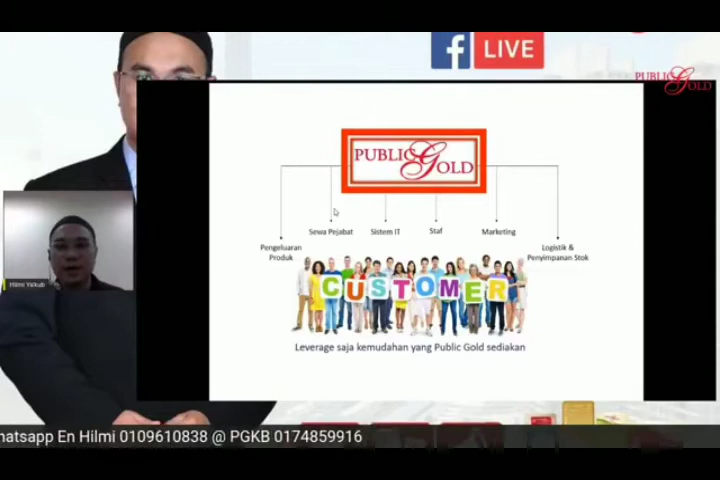 f LIVE
PUBLIC GOLD
PUBLIC GOLD
Pengeluaran
Produk
Sewa Pejabat
Sistem IT
Staf
Marketing
Logistik &
Penyimpanan Stok
CUSTOMER
Leverage saja kemudahan yang Public Gold sediakan
Hilmi Yaikub
hatsapp En Hilmi 0109610838 @ PGKB 0174859916